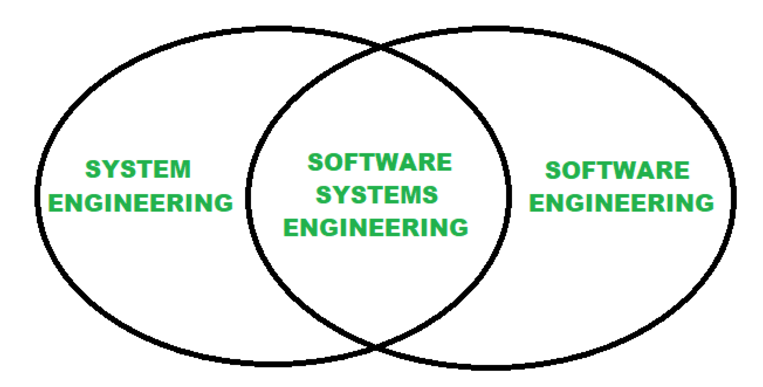 SYSTEM
ENGINEERING
SOFTWARE
SYSTEMS
ENGINEERING
SOFTWARE
ENGINEERING